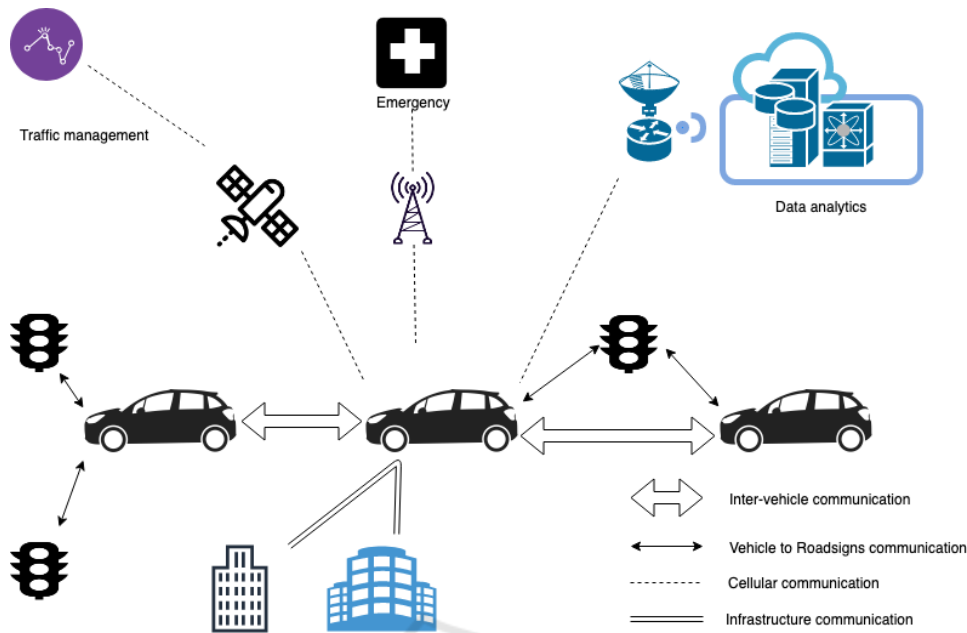 Emergency
Traffic management
Data analytics
Inter-vehicle communication
Vehicle to Roadsigns communication
Cellular communication
Infrastructure communication